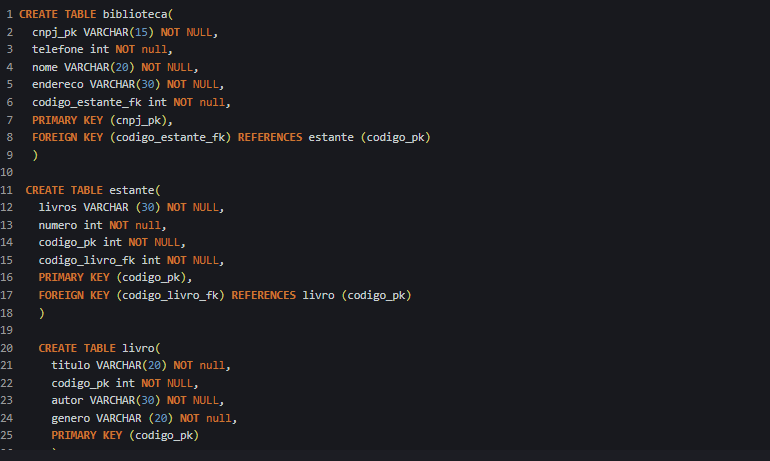 1 CREATE TABLE biblioteca(
2 cnpj_pk VARCHAR(15) NOT NULL,
3 telefone int NOT null,
4 nome VARCHAR(20) NOT NULL,
5 endereco VARCHAR(30) NOT NULL,
6 codigo_estante_fk int NOT null,
7 PRIMARY KEY (cnpj_pk),
8 FOREIGN KEY (codigo_estante_fk) REFERENCES estante (codigo_pk)
9 )
10
11 CREATE TABLE estante(
12 livros VARCHAR (30) NOT NULL,
13 numero int NOT null,
14 codigo_pk int NOT NULL,
15 codigo_livro_fk int NOT NULL,
16 PRIMARY KEY (codigo_pk),
17 FOREIGN KEY (codigo_livro_fk) REFERENCES livro (codigo_pk)
18 )
19
20 CREATE TABLE livro(
21 titulo VARCHAR(20) NOT null,
22 codigo_pk int NOT NULL,
23 autor VARCHAR(30) NOT NULL,
24 genero VARCHAR (20) NOT null,
25 PRIMARY KEY (codigo_pk)